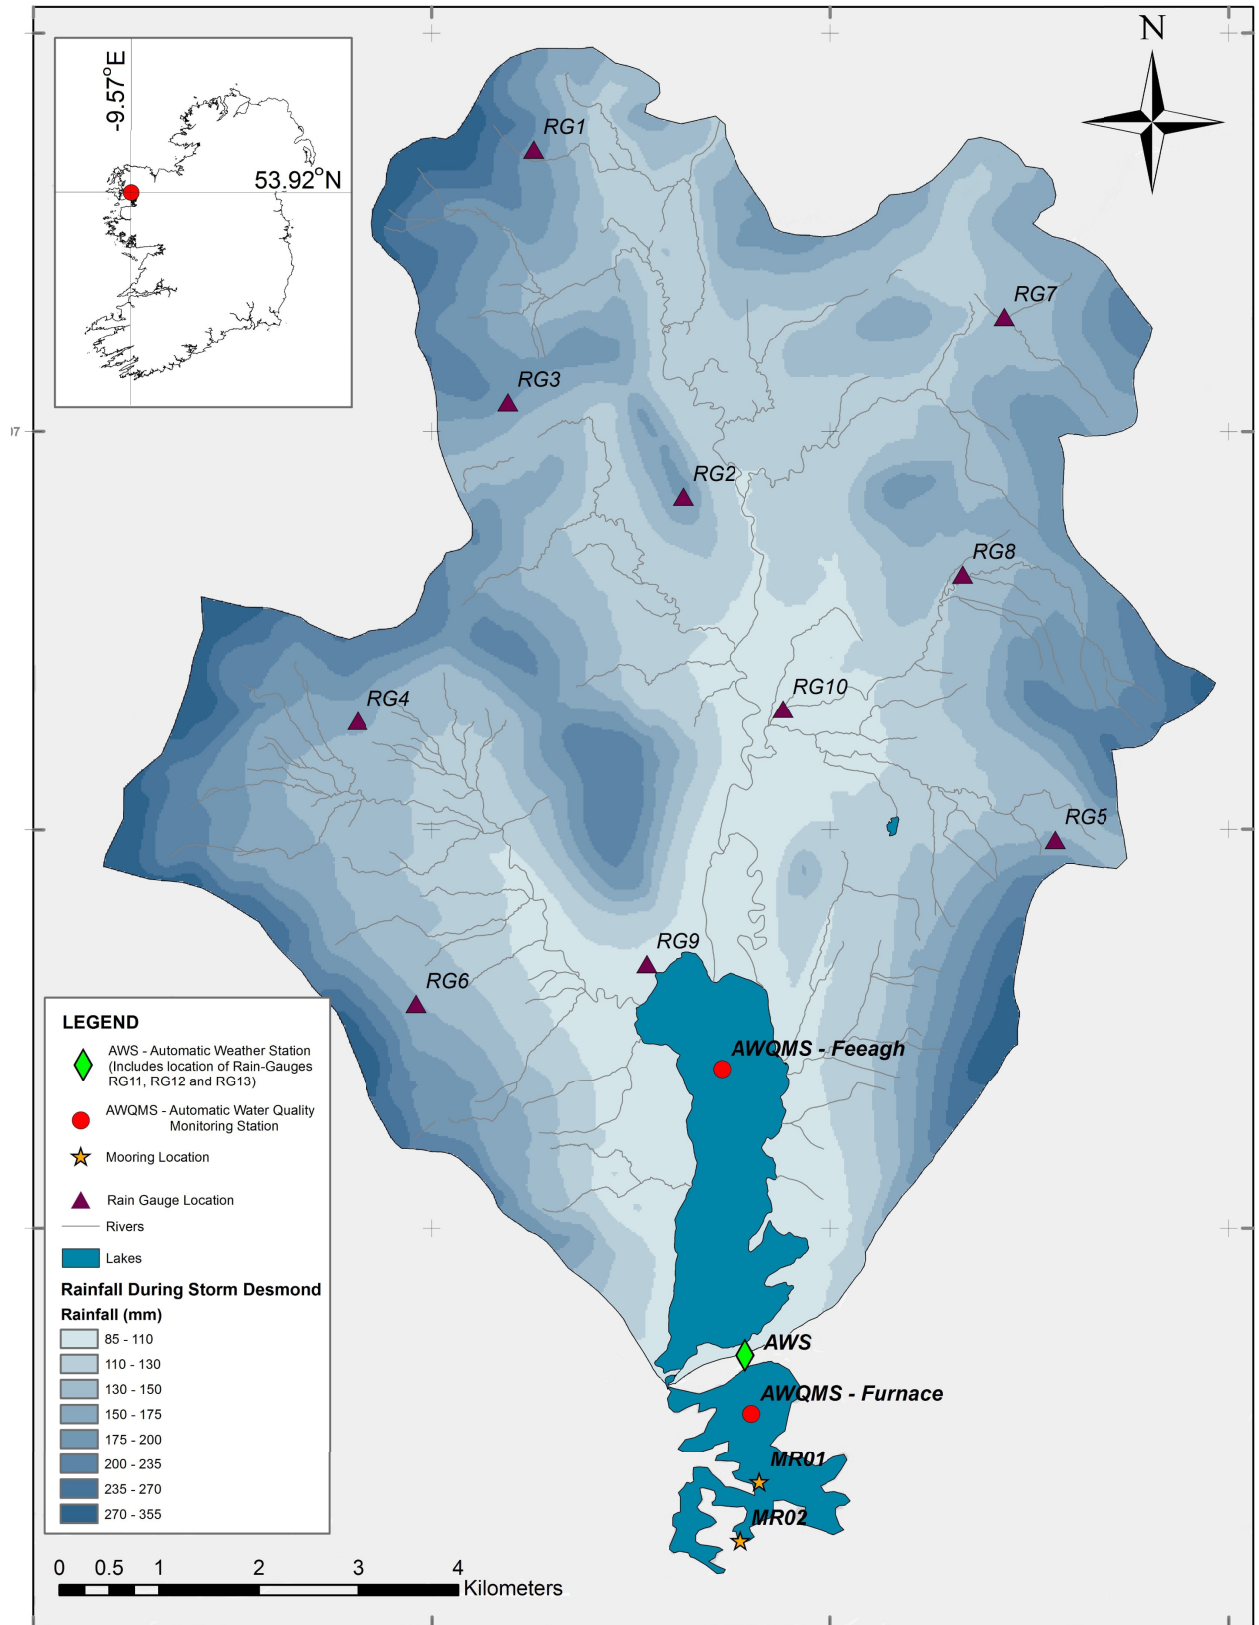 N
-9.57°E
53.92°N
RG1
RG7
RG3
RG2
RG8
RG4
RG10
RG5
RG9
RG6
AWQMS - Feeagh
AWS
AWQMS - Furnace
MR01
MR02
LEGEND
AWS - Automatic Weather Station
(Includes location of Rain-Gauges
RG11, RG12 and RG13)
AWQMS - Automatic Water Quality
Monitoring Station
Mooring Location
Rain Gauge Location
Rivers
Lakes
Rainfall During Storm Desmond
Rainfall (mm)
85 - 110
110 - 130
130 - 150
150 - 175
175 - 200
200 - 235
235 - 270
270 - 355
0 0.5 1 2 3 4
Kilometers